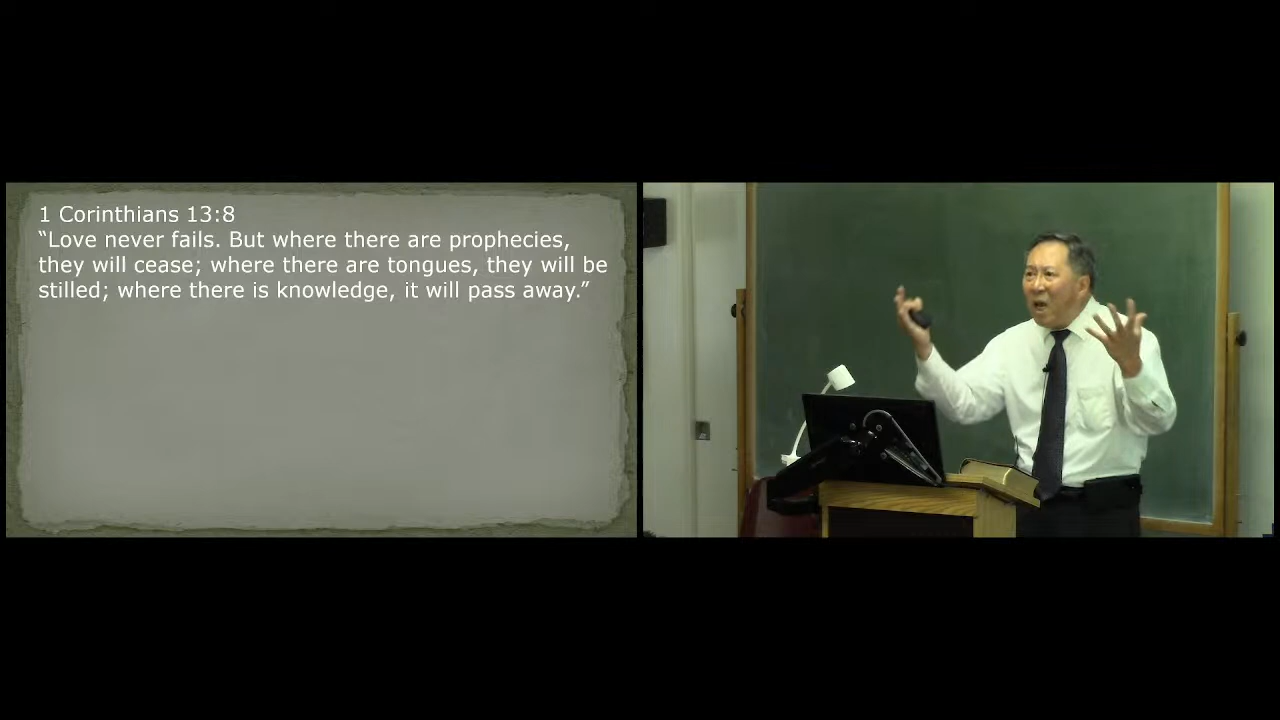 1 Corinthians 13:8
“Love never fails. But where there are prophecies,
they will cease; where there are tongues, they will be
stilled; where there is knowledge, it will pass away.”